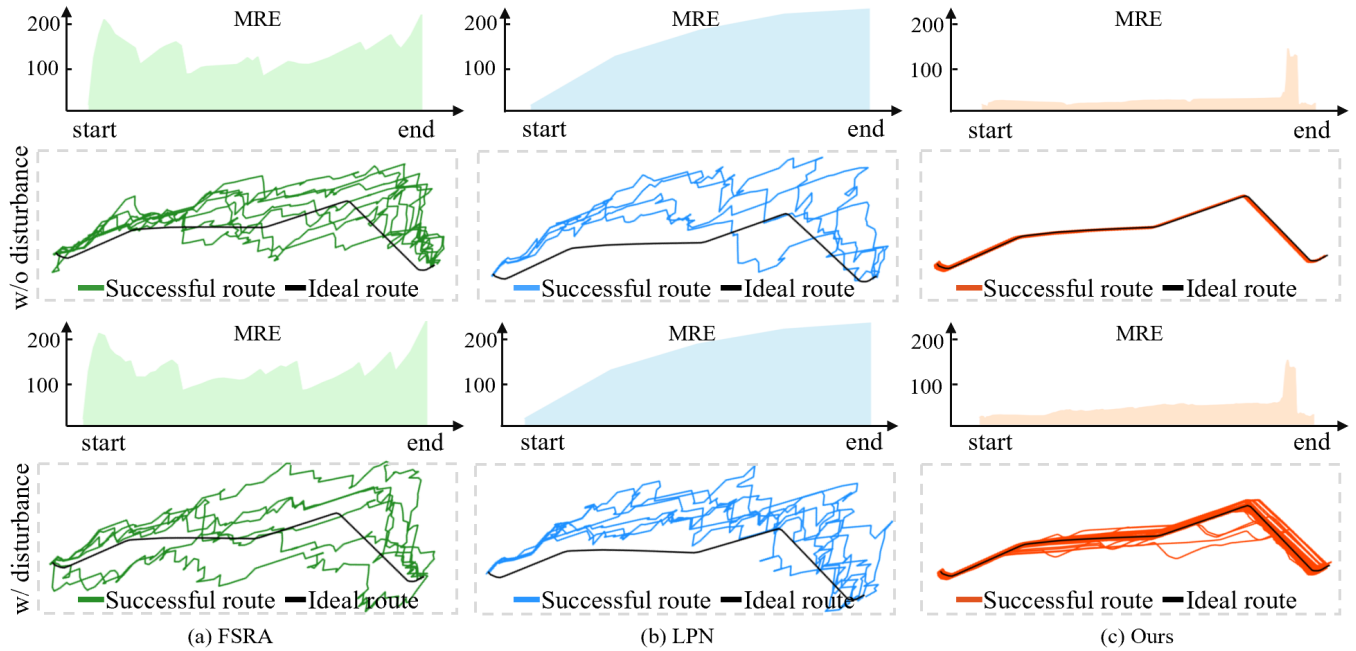 MRE MRE MRE
200 200 200
100 100 100
start end start end start end
w/o disturbance
Successful route Ideal route Successful route Ideal route Successful route Ideal route
MRE MRE MRE
200 200 200
100 100 100
start end start end start end
w/ disturbance
Successful route Ideal route Successful route Ideal route Successful route Ideal route
(a) FSRA (b) LPN (c) Ours